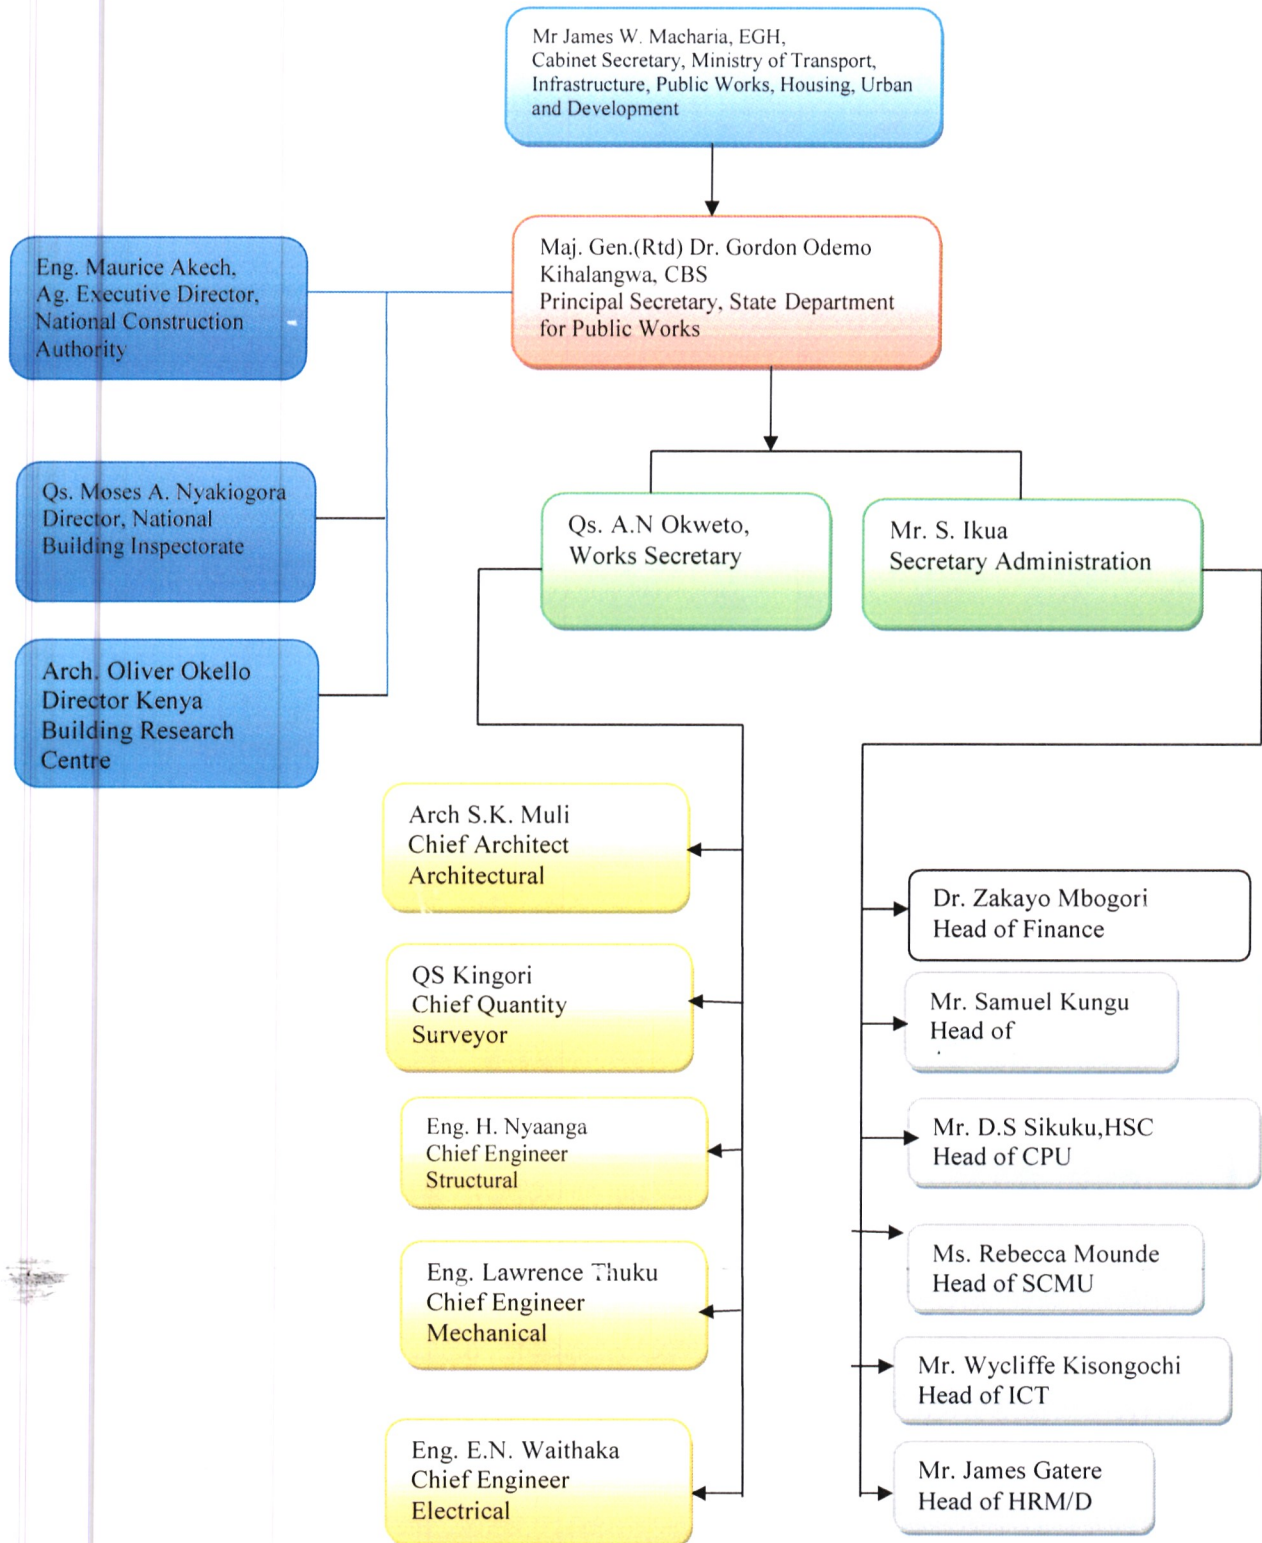 Mr James W. Macharia, EGH,
Cabinet Secretary, Ministry of Transport,
Infrastructure, Public Works, Housing, Urban
and Development
Maj. Gen.(Rtd) Dr. Gordon Odemo
Kihalangwa, CBS
Principal Secretary, State Department
for Public Works
Eng. Maurice Akech,
Ag. Executive Director,
National Construction
Authority
Qs. Moses A. Nyakiogora
Director, National
Building Inspectorate
Arch. Oliver Okello
Director Kenya
Building Research
Centre
Qs. A.N Okweto,
Works Secretary
Mr. S. Ikua
Secretary Administration
Arch S.K. Muli
Chief Architect
Architectural
QS Kingori
Chief Quantity
Surveyor
Eng. H. Nyaanga
Chief Engineer
Structural
Eng. Lawrence Thuku
Chief Engineer
Mechanical
Eng. E.N. Waithaka
Chief Engineer
Electrical
Dr. Zakayo Mbogori
Head of Finance
Mr. Samuel Kungu
Head of
Mr. D.S Sikuku,HSC
Head of CPU
Ms. Rebecca Mounde
Head of SCMU
Mr. Wycliffe Kisongochi
Head of ICT
Mr. James Gatere
Head of HRM/D